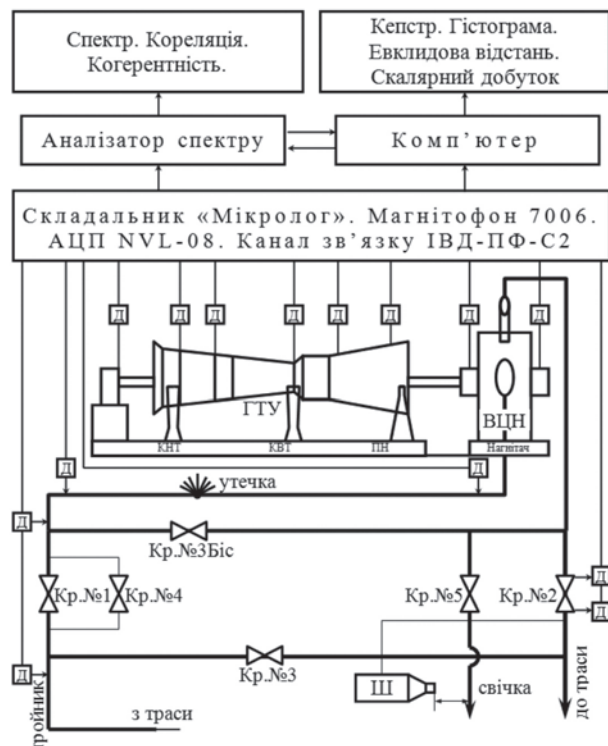 Спектр. Кореляція.
Когерентність.
Кепстр. Гістограма.
Евклидова відстань.
Скалярний добуток
Аналізатор спектру
Комп’ютер
Складальник «Мікролог». Магнітофон 7006.
АЦП NVL-08. Канал зв’язку ІВД-ПФ-С2
Д Д Д Д Д Д Д Д
ГТУ
ВЦН
КНТ КВТ ПН Нагнітач
Д Д
утечка
Д
Кр.№3Біс
Д
Кр.№1 Кр.№4 Кр.№5 Кр.№2
Д
Кр.№3
Д
Ш
свічка
до траси
тройник
з траси